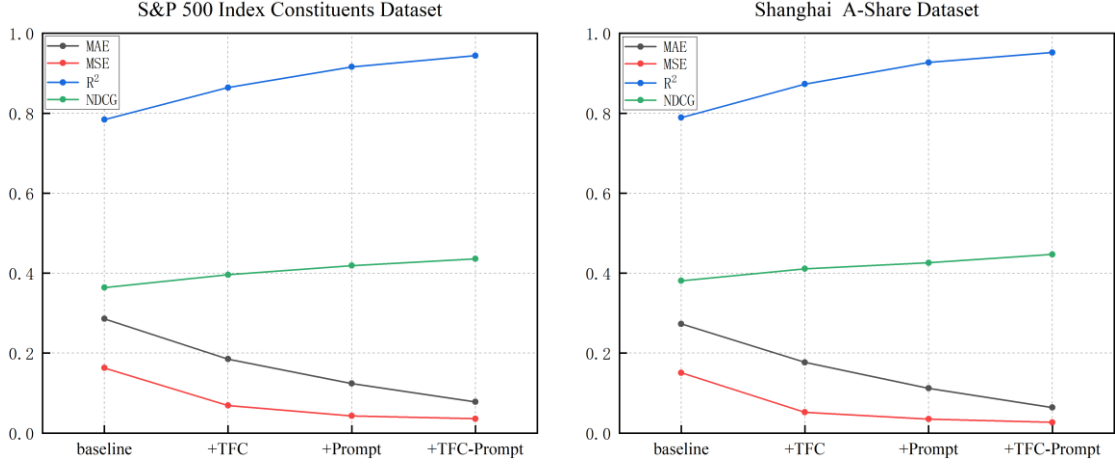 S&P 500 Index Constituents Dataset
1.0
MAE
MSE
R²
NDCG
0.8
0.6
0.4
0.2
0.0
baseline +TFC +Prompt +TFC-Prompt
Shanghai A-Share Dataset
1.0
MAE
MSE
R²
NDCG
0.8
0.6
0.4
0.2
0.0
baseline +TFC +Prompt +TFC-Prompt